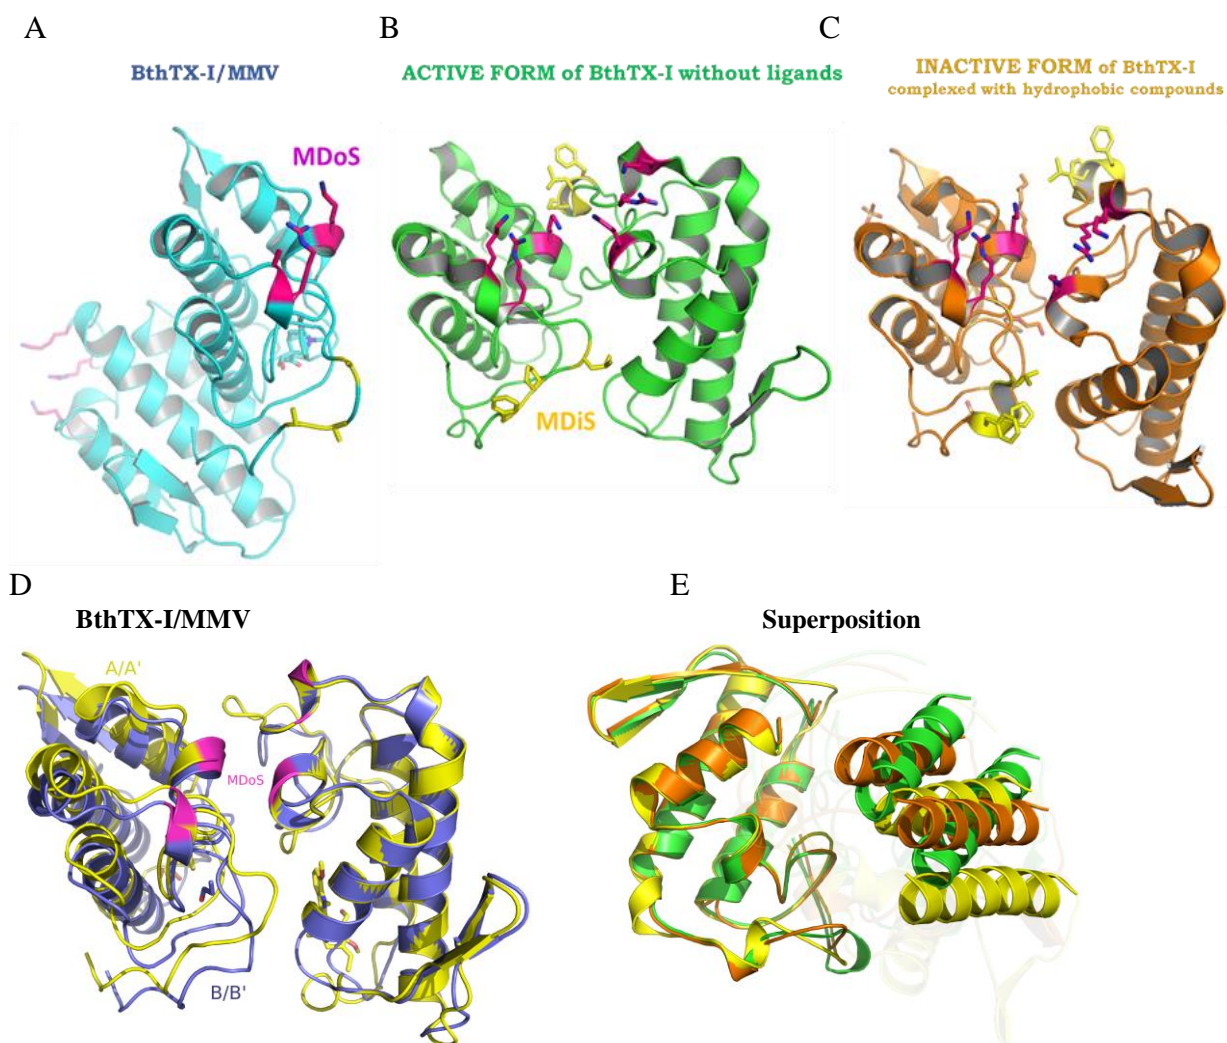 A
BthTX-I/MMV
MDoS
B
ACTIVE FORM of BthTX-I without ligands
MDiS
C
INACTIVE FORM of BthTX-I
complexed with hydrophobic compounds
D
BthTX-I/MMV
A/A'
MDoS
B/B'
E
Superposition